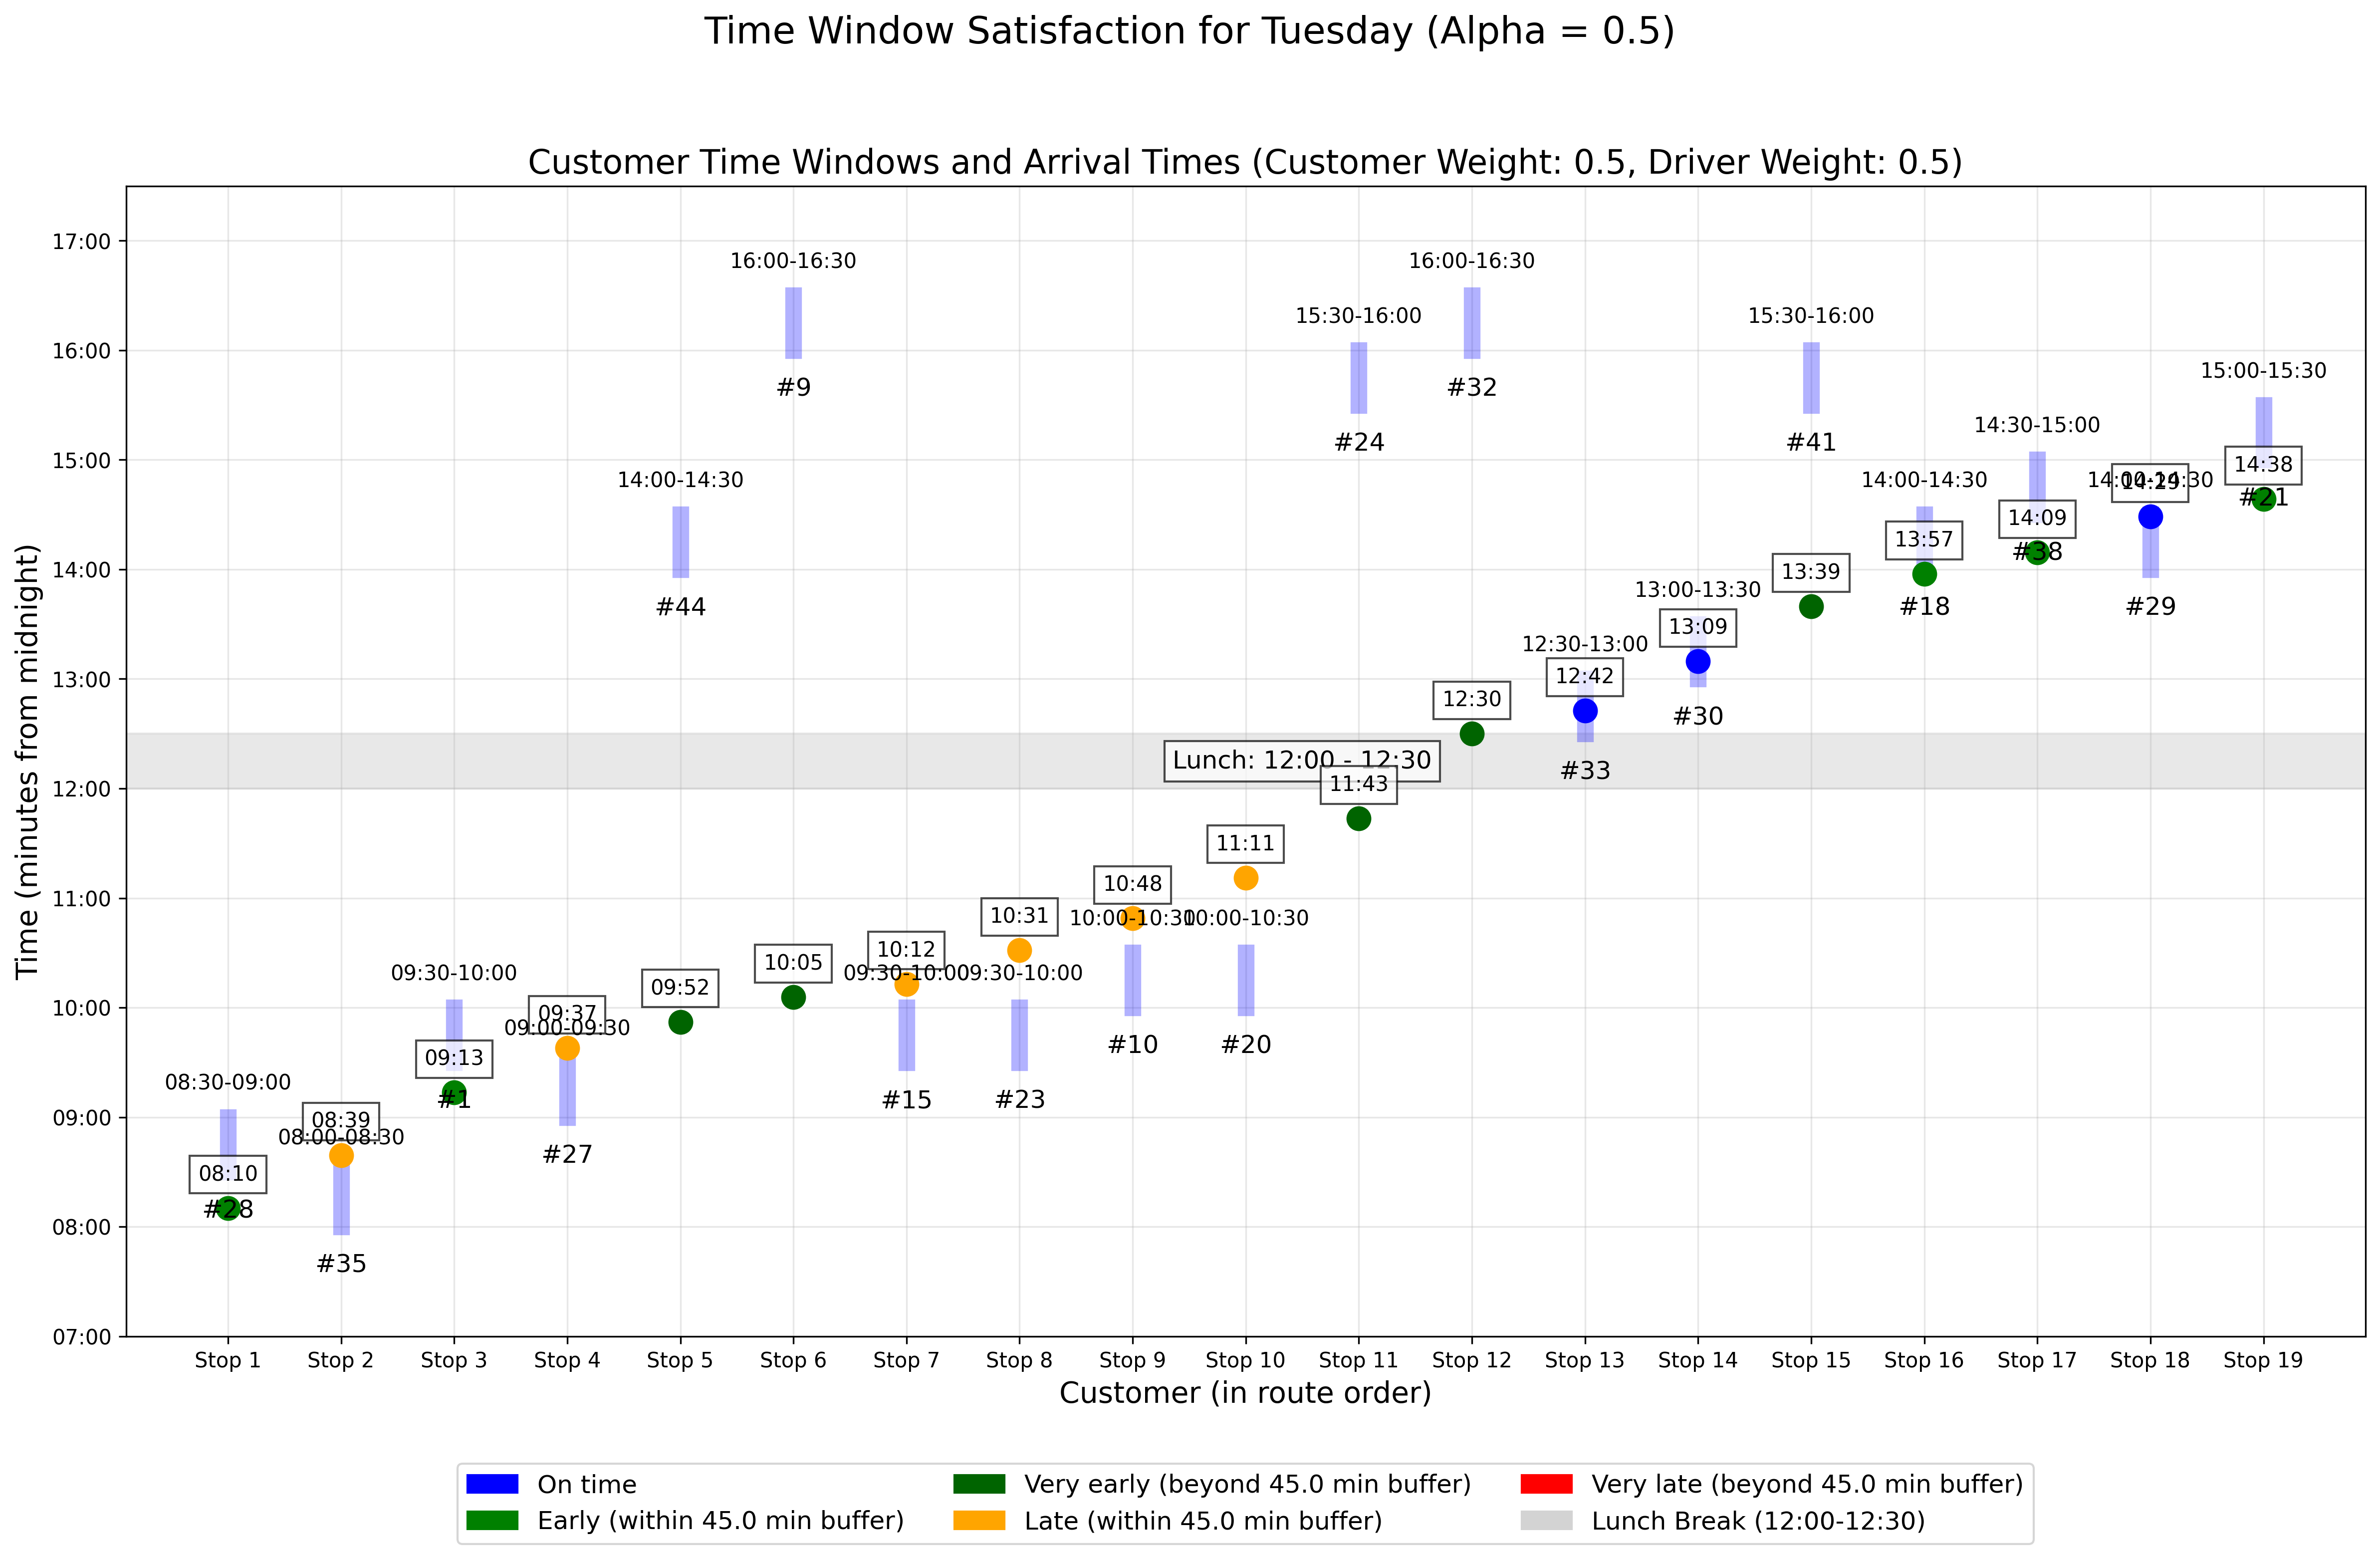 Time Window Satisfaction for Tuesday (Alpha = 0.5)
Customer Time Windows and Arrival Times (Customer Weight: 0.5, Driver Weight: 0.5)
Time (minutes from midnight)
17:00
16:00
15:00
14:00
13:00
12:00
11:00
10:00
09:00
08:00
07:00
08:30-09:00
08:10
#28
08:39
08:00-08:30
#35
09:30-10:00
09:13
#1
09:37
09:00-09:30
#27
14:00-14:30
#44
09:52
16:00-16:30
#9
10:05
10:12
09:30-10:00
#15
10:31
09:30-10:00
#23
10:48
10:00-10:30
#10
11:11
10:00-10:30
#20
15:30-16:00
#24
Lunch: 12:00 - 12:30
11:43
16:00-16:30
#32
12:30
12:30-13:00
12:42
#33
13:00-13:30
13:09
#30
15:30-16:00
#41
13:39
14:00-14:30
13:57
#18
14:30-15:00
14:09
#38
14:00-14:30
14:29
#29
15:00-15:30
14:38
#21
Stop 1
Stop 2
Stop 3
Stop 4
Stop 5
Stop 6
Stop 7
Stop 8
Stop 9
Stop 10
Stop 11
Stop 12
Stop 13
Stop 14
Stop 15
Stop 16
Stop 17
Stop 18
Stop 19
Customer (in route order)
On time
Early (within 45.0 min buffer)
Very early (beyond 45.0 min buffer)
Late (within 45.0 min buffer)
Very late (beyond 45.0 min buffer)
Lunch Break (12:00-12:30)